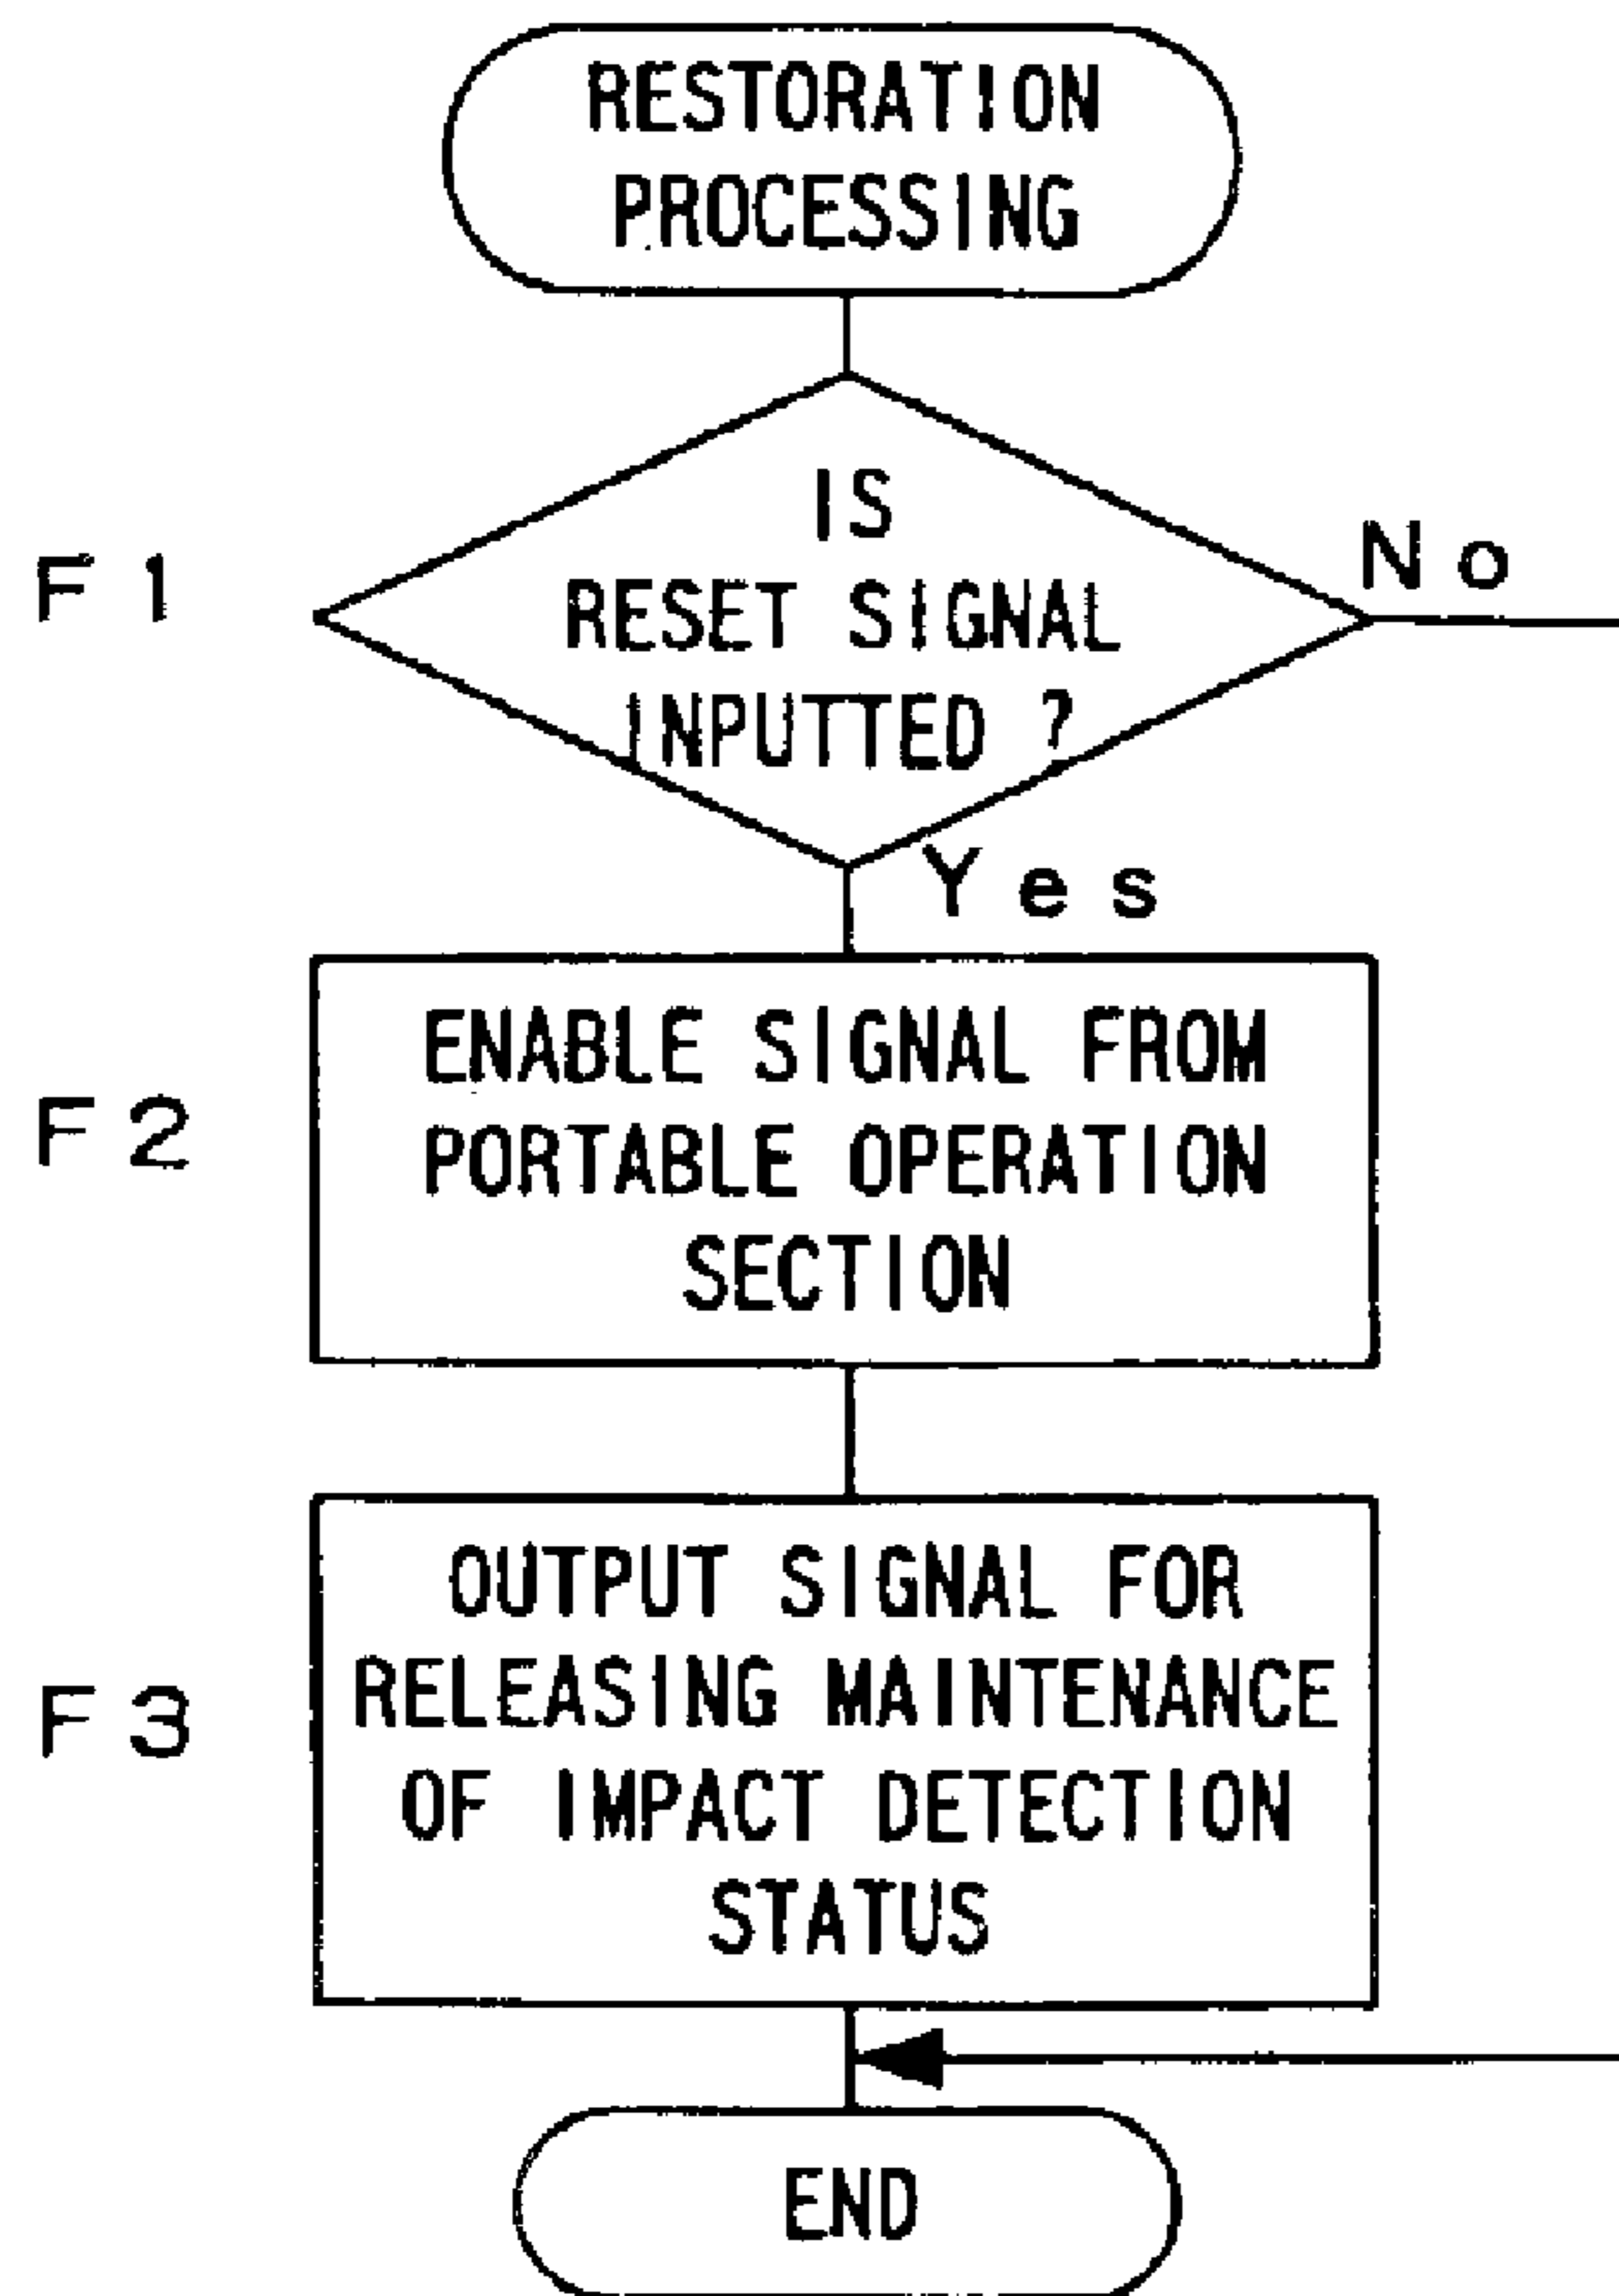 RESTORATION
PROCESSING
F1
IS
RESET SIGNAL
INPUTTED ?
No
Yes
F2
ENABLE SIGNAL FROM
PORTABLE OPERATION
SECTION
F3
OUTPUT SIGNAL FOR
RELEASING MAINTENANCE
OF IMPACT DETECTION
STATUS
END